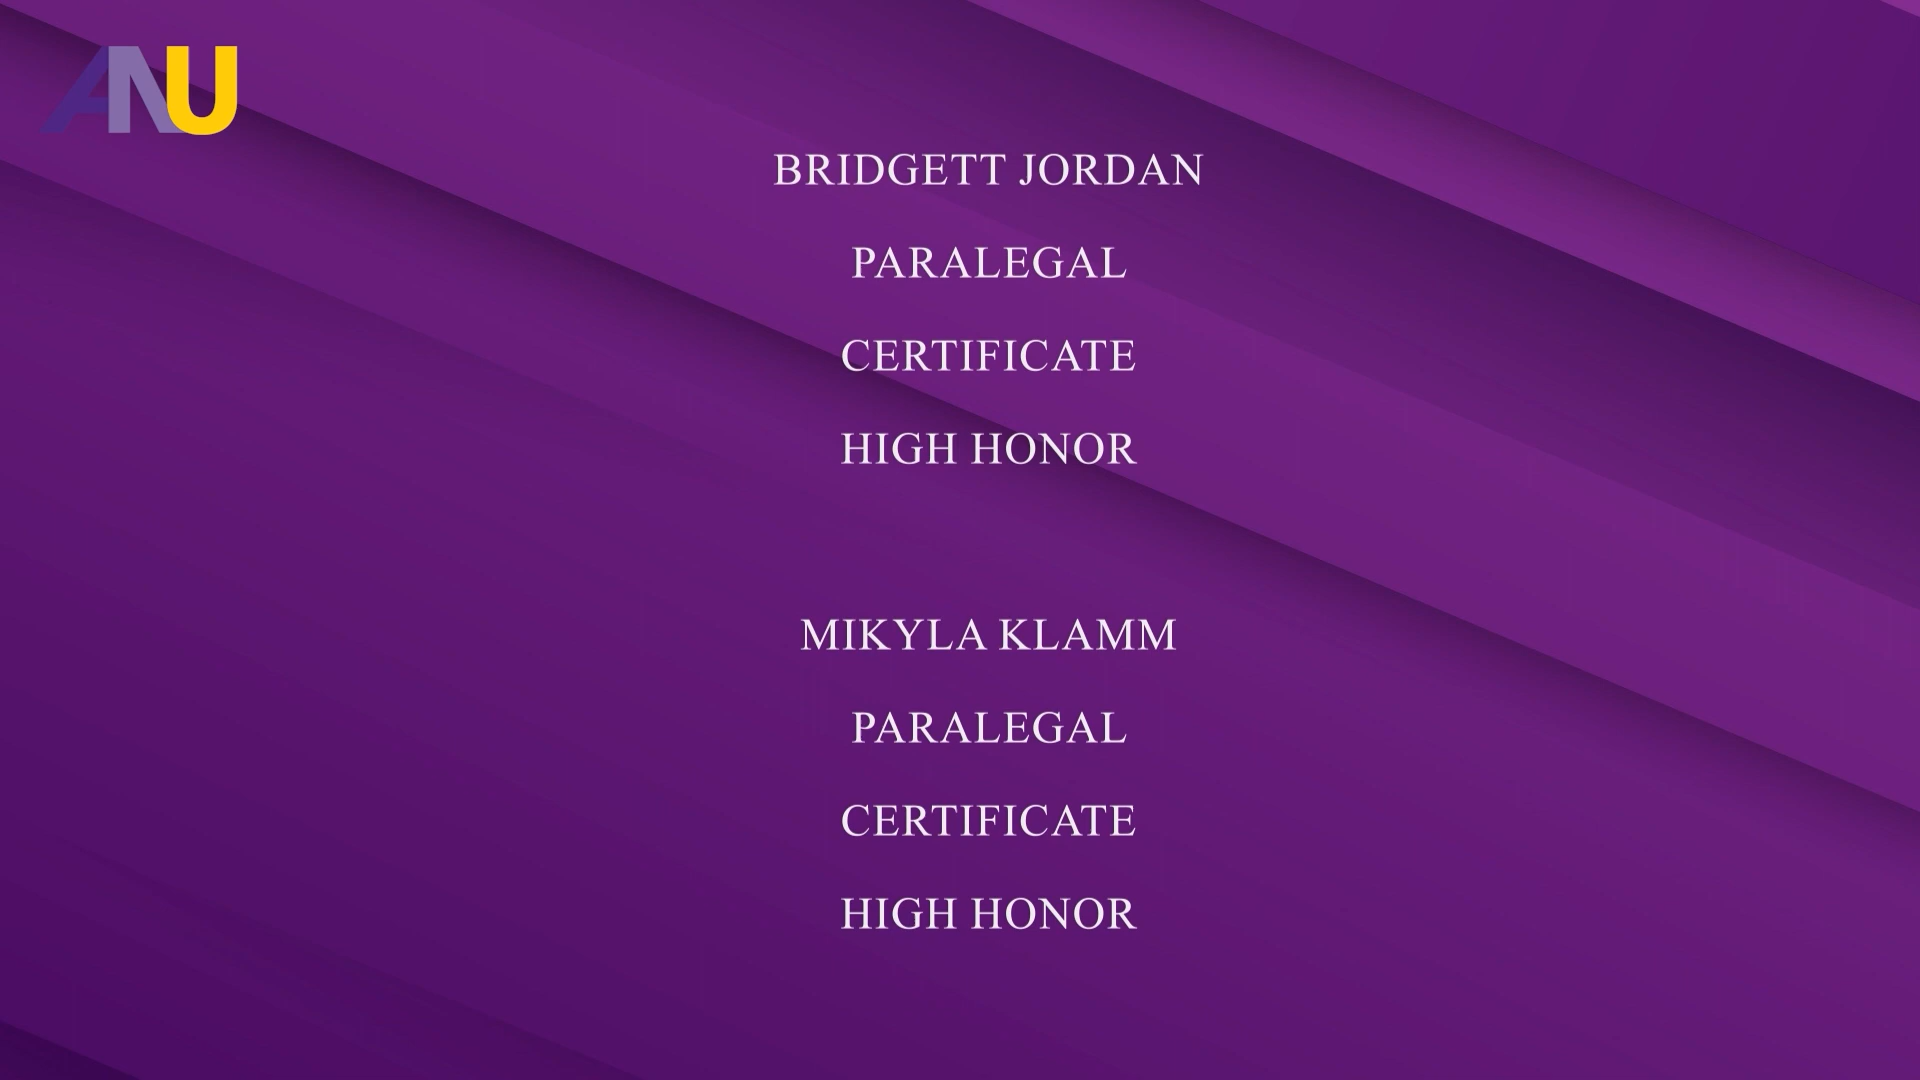 ANU
BRIDGETT JORDAN
PARALEGAL
CERTIFICATE
HIGH HONOR
MIKYLA KLAMM
PARALEGAL
CERTIFICATE
HIGH HONOR